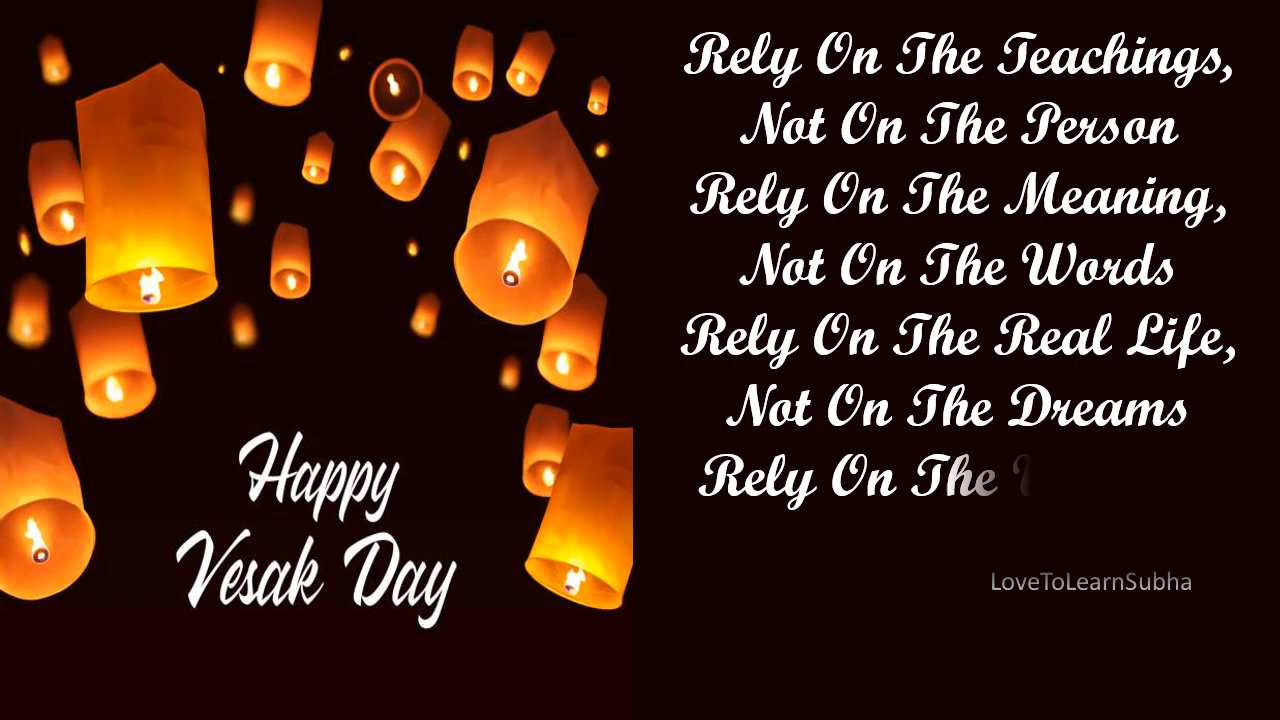 Happy
Vesak Day
Rely On The Teachings,
Not On The Person
Rely On The Meaning,
Not On The Words
Rely On The Real Life,
Not On The Dreams
Rely On The
LoveToLearnSubha